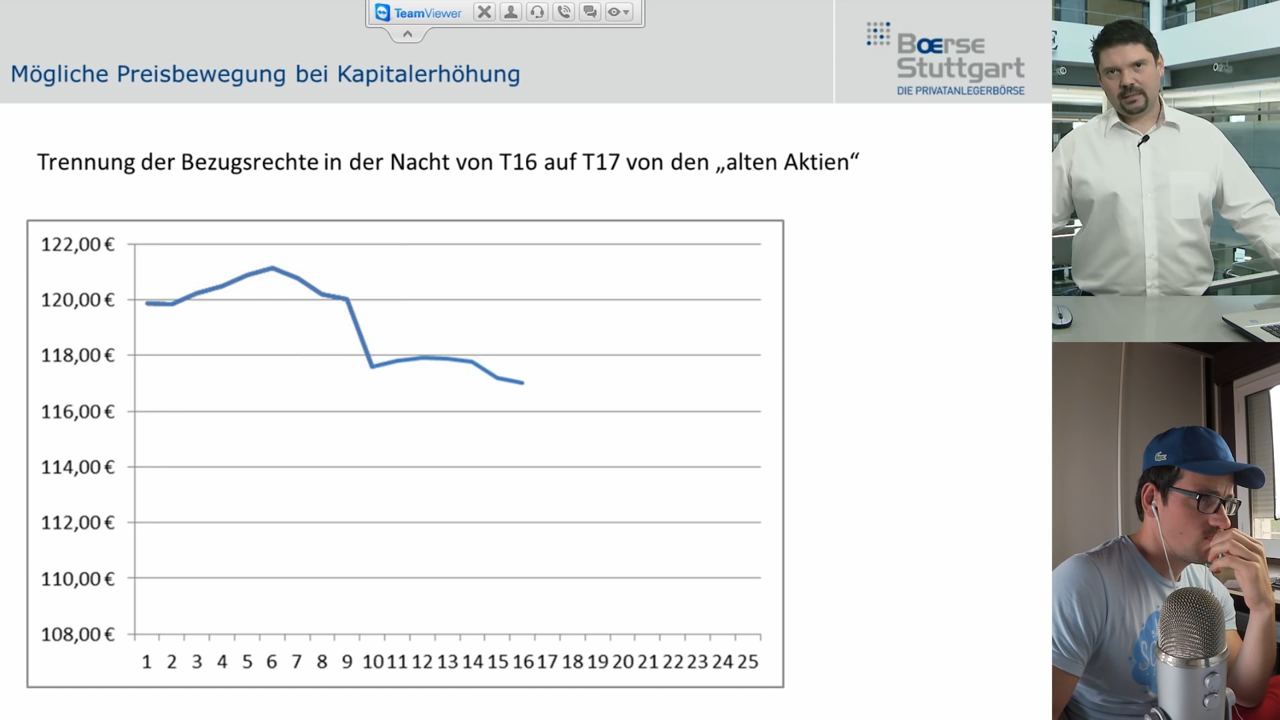 TeamViewer
Mögliche Preisbewegung bei Kapitalerhöhung
Boerse
Stuttgart
DIE PRIVATANLEGERBÖRSE
Trennung der Bezugsrechte in der Nacht von T16 auf T17 von den „alten Aktien“
122,00 €
120,00 €
118,00 €
116,00 €
114,00 €
112,00 €
110,00 €
108,00 €
1 2 3 4 5 6 7 8 9 10 11 12 13 14 15 16 17 18 19 20 21 22 23 24 25